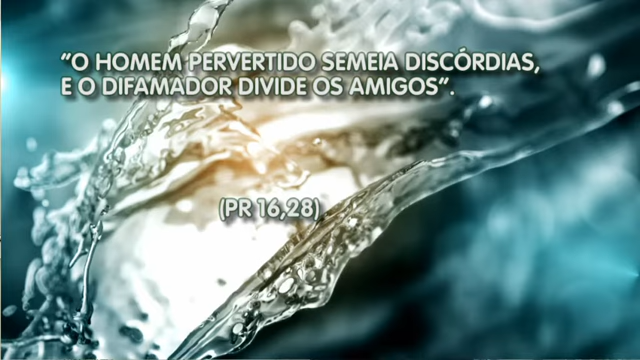 "O HOMEM PERVERTIDO SEMEIA DISCÓRDIAS,
E O DIFAMADOR DIVIDE OS AMIGOS".
(PR 16,28)